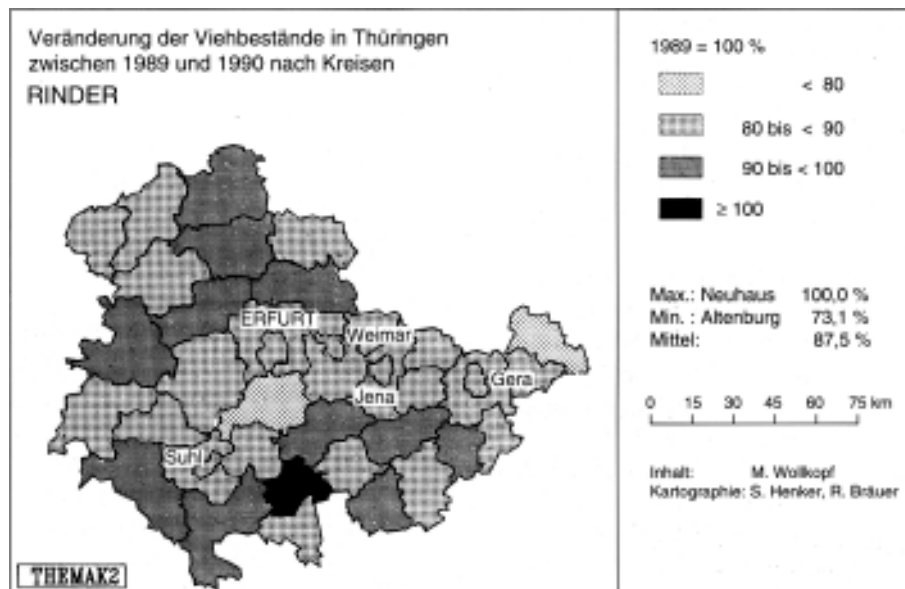 Veränderung der Viehbestände in Thüringen
zwischen 1989 und 1990 nach Kreisen
RINDER
ERFURT
Weimar
Jena
Gera
Suhl
THEMAK2
1989 = 100 %
< 80
80 bis < 90
90 bis < 100
≥ 100
Max.: Neuhaus 100,0 %
Min. : Altenburg 73,1 %
Mittel: 87,5 %
0 15 30 45 60 75 km
Inhalt: M. Wollkopf
Kartographie: S. Henker, R. Bräuer